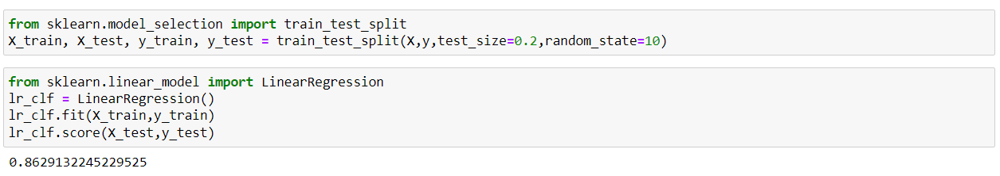 from sklearn.model_selection import train_test_split
X_train, X_test, y_train, y_test = train_test_split(X,y,test_size=0.2,random_state=10)
from sklearn.linear_model import LinearRegression
lr_clf = LinearRegression()
lr_clf.fit(X_train,y_train)
lr_clf.score(X_test,y_test)
0.8629132245229525